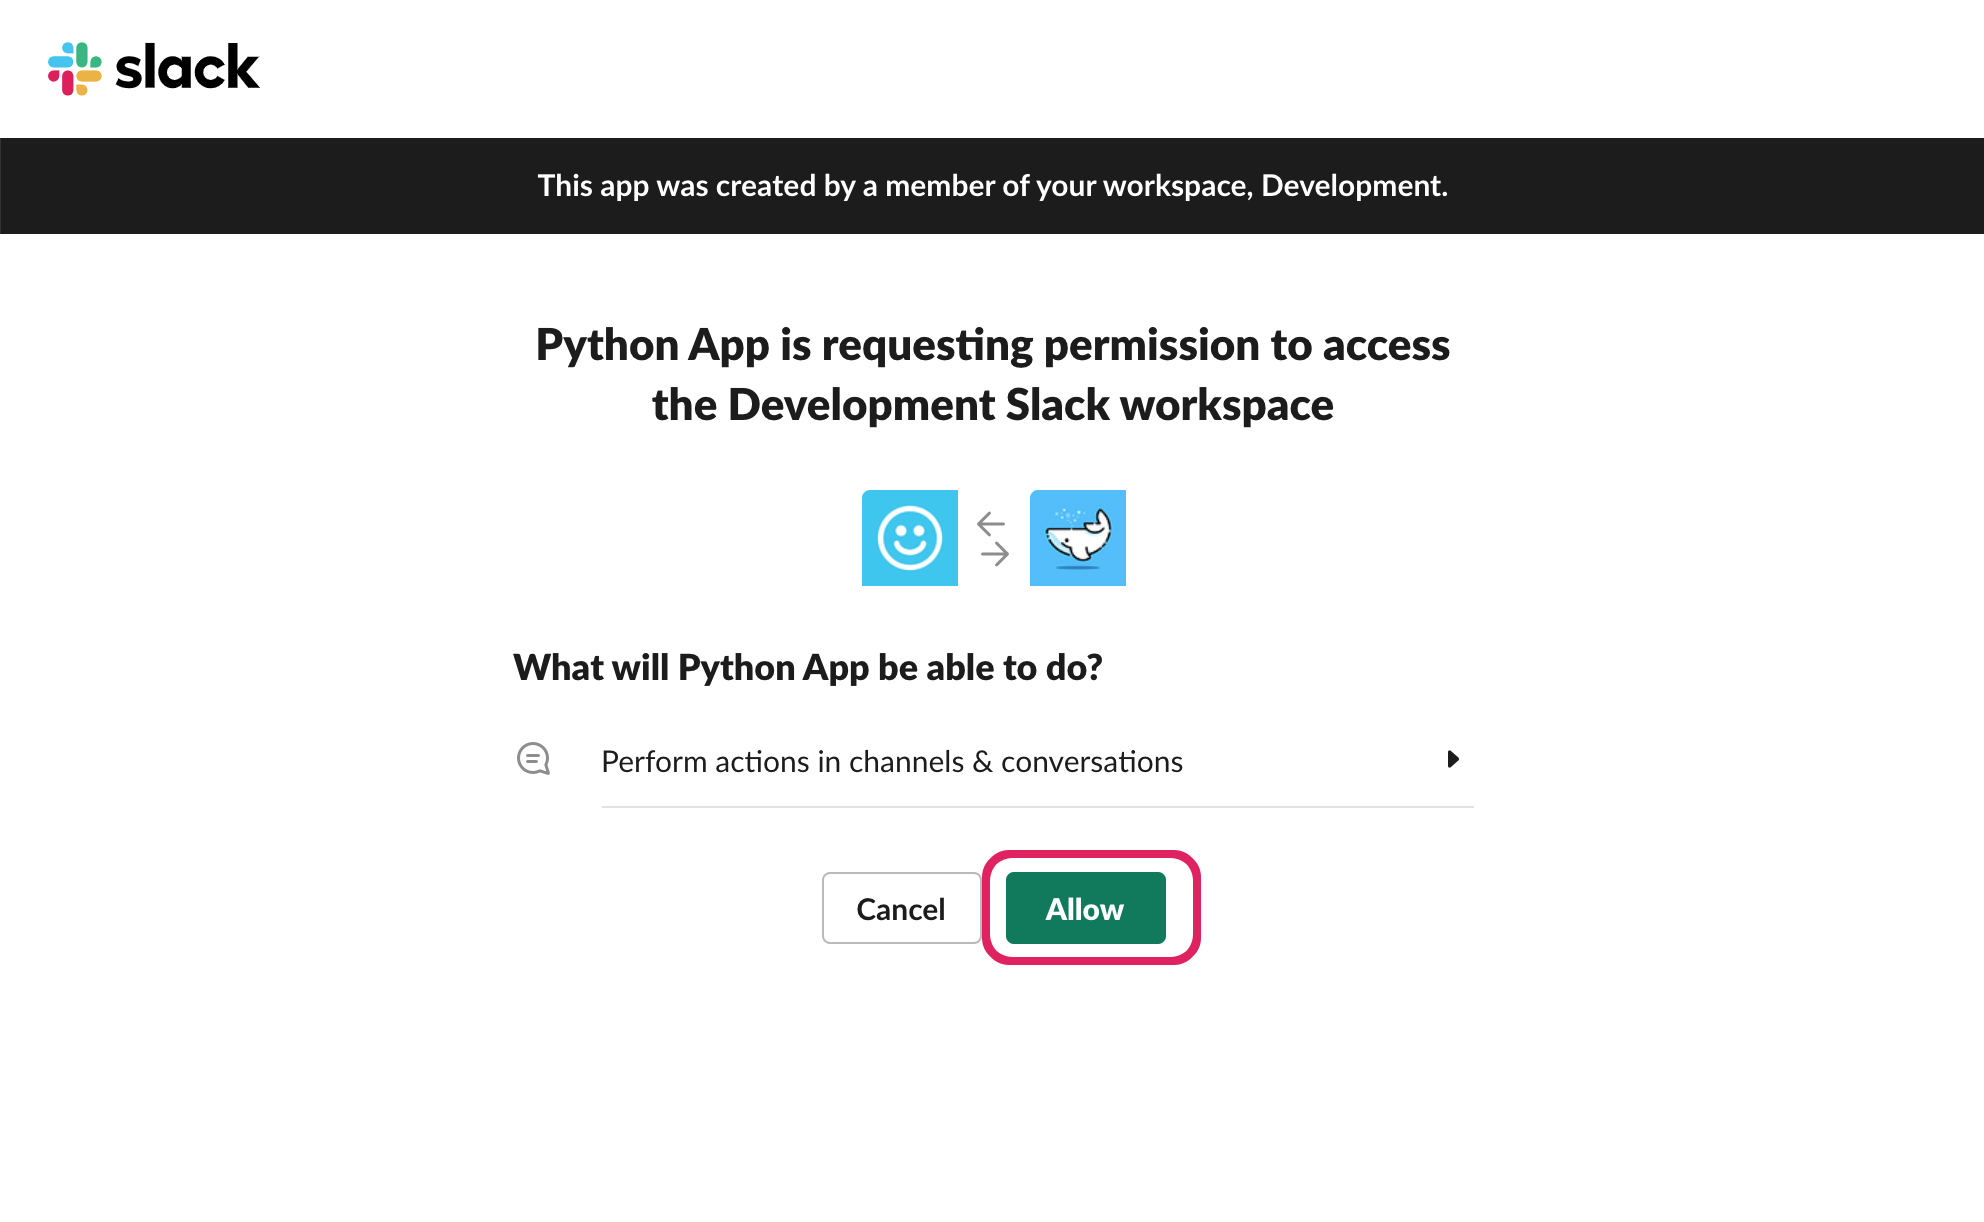 slack
This app was created by a member of your workspace, Development.
Python App is requesting permission to access
the Development Slack workspace
What will Python App be able to do?
Perform actions in channels & conversations
Cancel
Allow